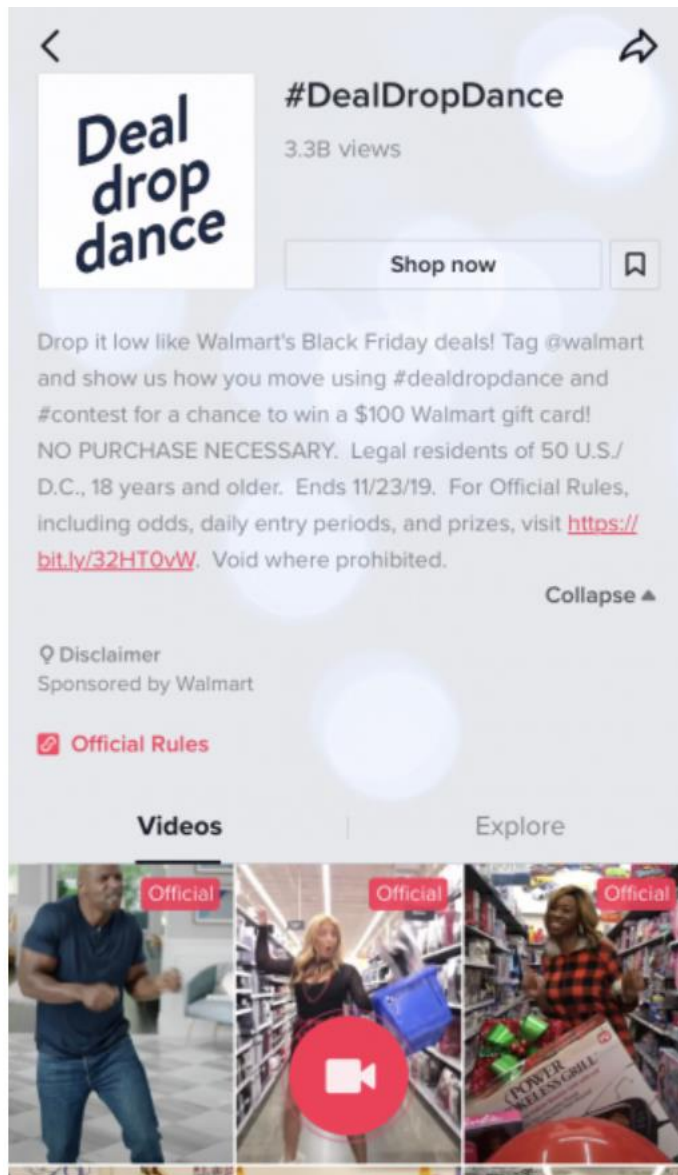 #DealDropDance
Deal
drop
dance
3.3B views
Shop now
Drop it low like Walmart's Black Friday deals! Tag @walmart
and show us how you move using #dealdropdance and
#contest for a chance to win a $100 Walmart gift card!
NO PURCHASE NECESSARY.  Legal residents of 50 U.S./
D.C., 18 years and older.  Ends 11/23/19.  For Official Rules,
including odds, daily entry periods, and prizes, visit https://
bit.ly/32HT0vW.  Void where prohibited.
Collapse
Disclaimer
Sponsored by Walmart
Official Rules
Videos
Explore
Official
Official
Official
POWER
GRILL